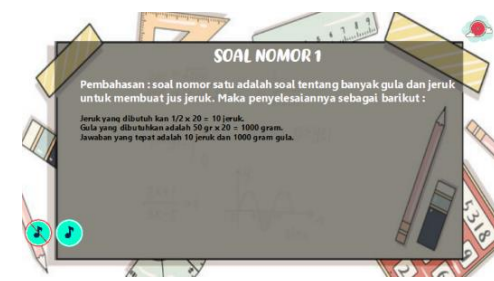 SOAL NOMOR 1
Pembahasan : soal nomor satu adalah soal tentang banyak gula dan jeruk
untuk membuat jus jeruk. Maka penyelesaiannya sebagai barikut :
Jeruk yang dibutuh kan 1/2 x 20 = 10 jeruk.
Gula yang dibutuhkan adalah 50 gr x 20 = 1000 gram.
Jawaban yang tepat adalah 10 jeruk dan 1000 gram gula.
5318